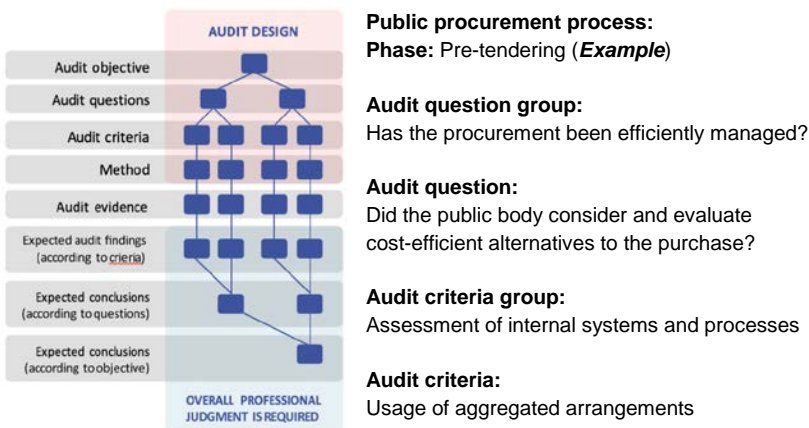 AUDIT DESIGN
Audit objective
Audit questions
Audit criteria
Method
Audit evidence
Expected audit findings
(according to crieria)
Expected conclusions
(according to questions)
Expected conclusions
(according to objective)
OVERALL PROFESSIONAL
JUDGMENT IS REQUIRED
Public procurement process:
Phase: Pre-tendering (Example)
Audit question group:
Has the procurement been efficiently managed?
Audit question:
Did the public body consider and evaluate
cost-efficient alternatives to the purchase?
Audit criteria group:
Assessment of internal systems and processes
Audit criteria:
Usage of aggregated arrangements